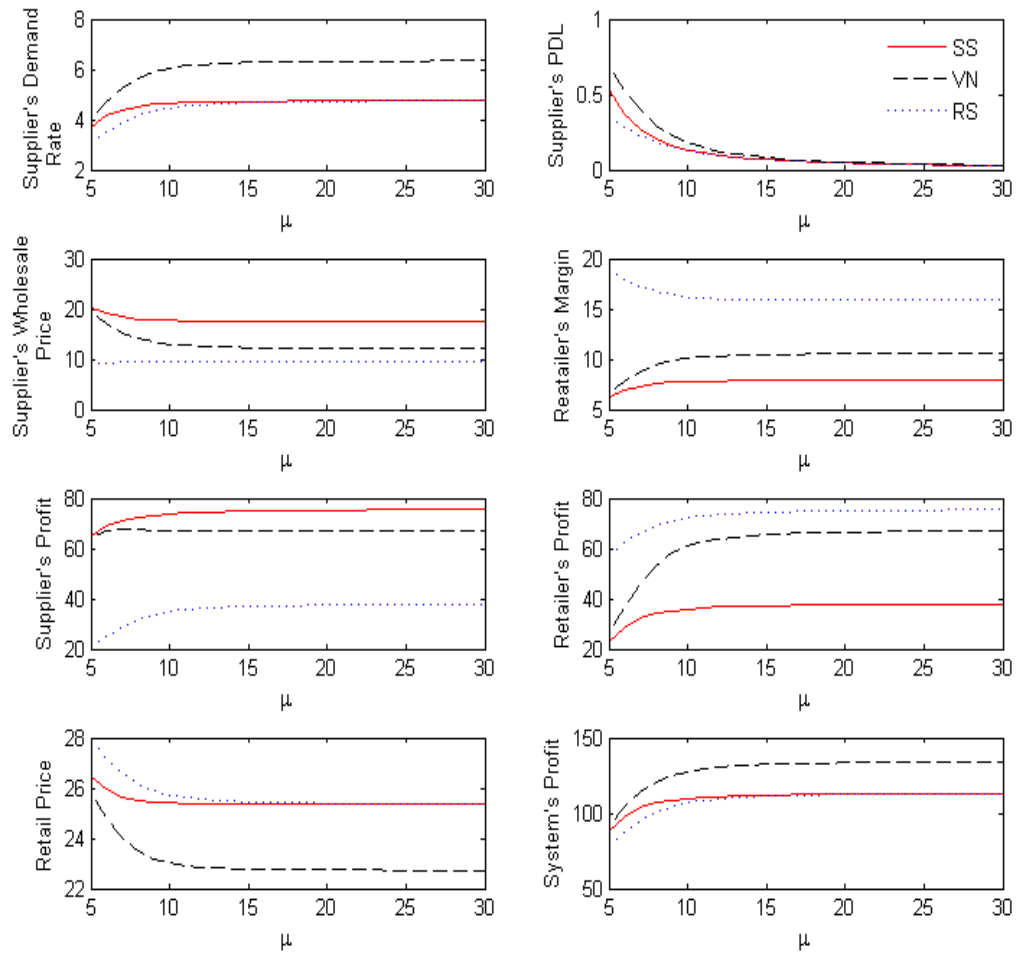 Supplier's Demand
Rate
8
6
4
2
5 10 15 20 25 30
μ
Supplier's PDL
1
0.5
0
5 10 15 20 25 30
μ
SS
VN
RS
Supplier's Wholesale
Price
30
20
10
0
5 10 15 20 25 30
μ
Reatailer's Margin
20
15
10
5
5 10 15 20 25 30
μ
Supplier's Profit
80
60
40
20
5 10 15 20 25 30
μ
Retailer's Profit
80
60
40
20
5 10 15 20 25 30
μ
Retail Price
28
26
24
22
5 10 15 20 25 30
μ
System's Profit
150
100
50
5 10 15 20 25 30
μ